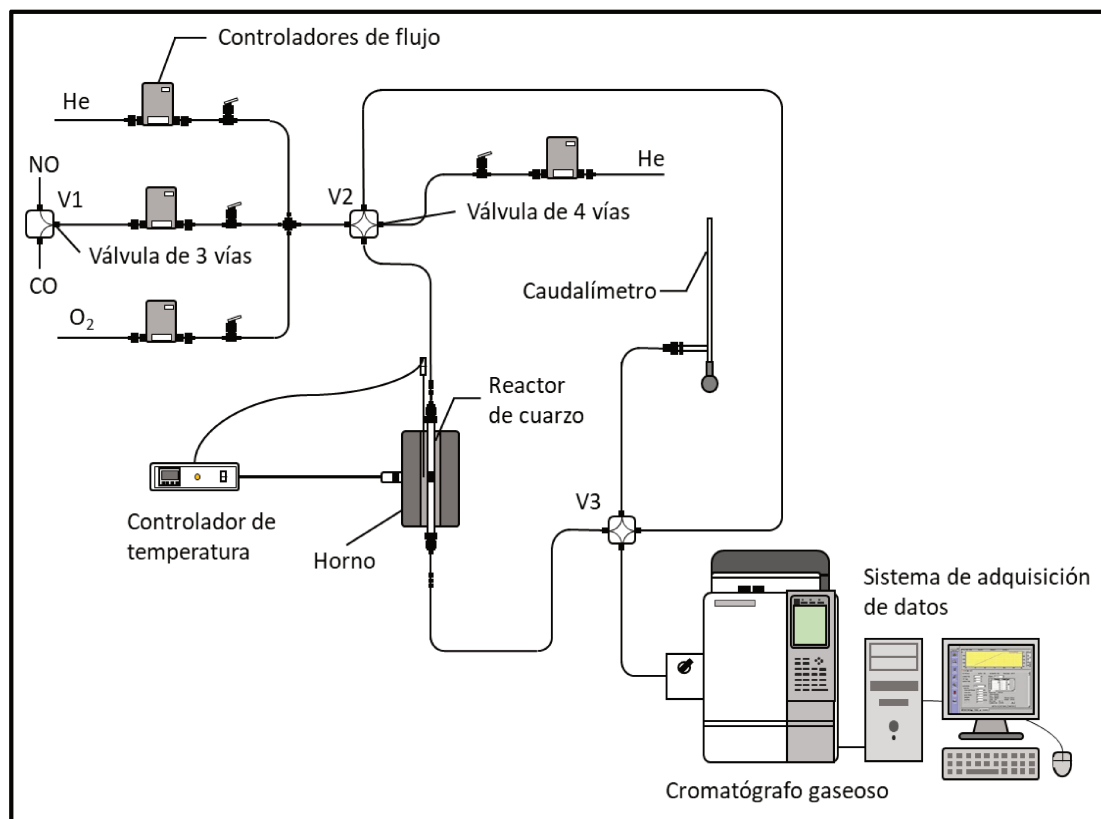 Controladores de flujo
He
NO
V1
V2
He
Válvula de 3 vías
Válvula de 4 vías
CO
O2
Caudalímetro
Reactor
de cuarzo
Controlador de
temperatura
Horno
V3
Sistema de adquisición
de datos
Cromatógrafo gaseoso